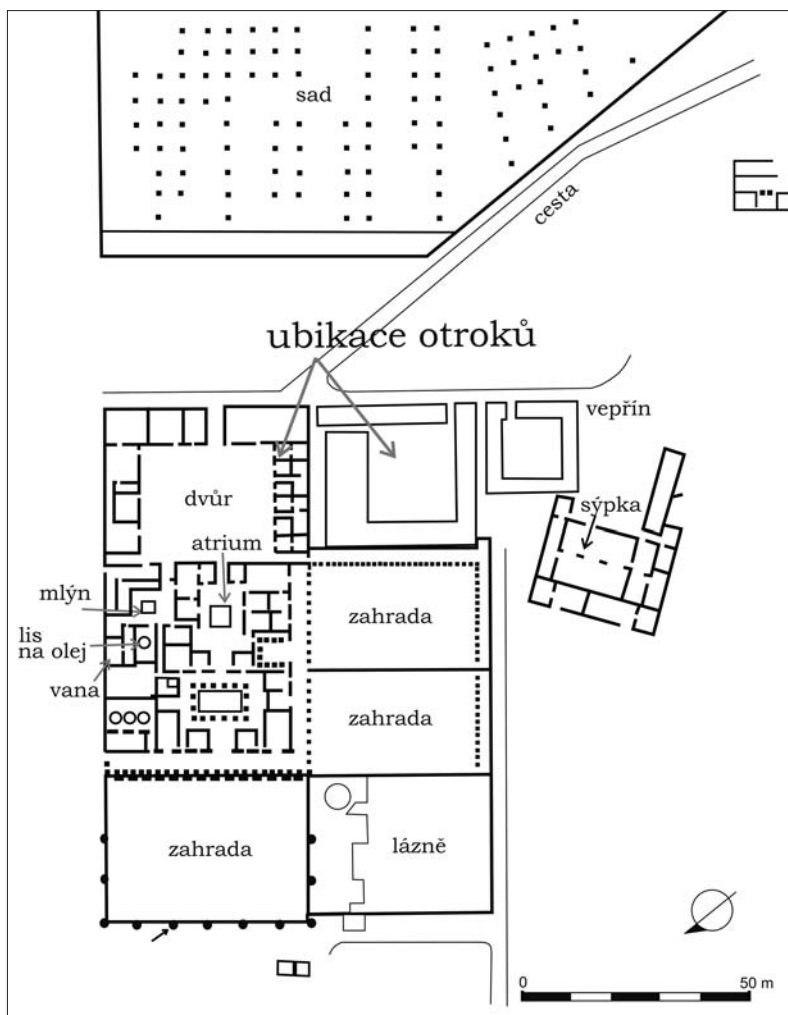 sad
cesta
ubikace otroků
vepřín
dvůr
sýpka
atrium
mlýn
zahrada
lis
na olej
vana
zahrada
zahrada
lázně
0
50 m